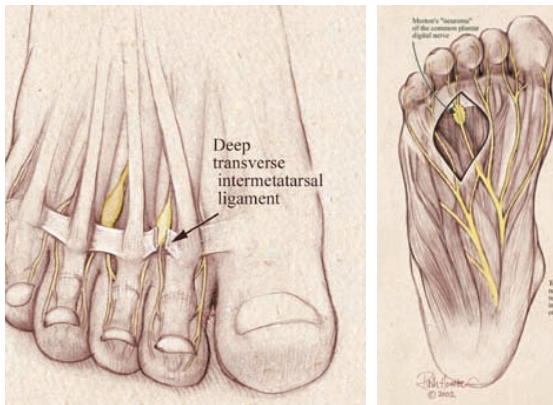 Deep
transverse
intermetatarsal
ligament
Morton's "neuroma"
of the common plantar
digital nerve
© 2002